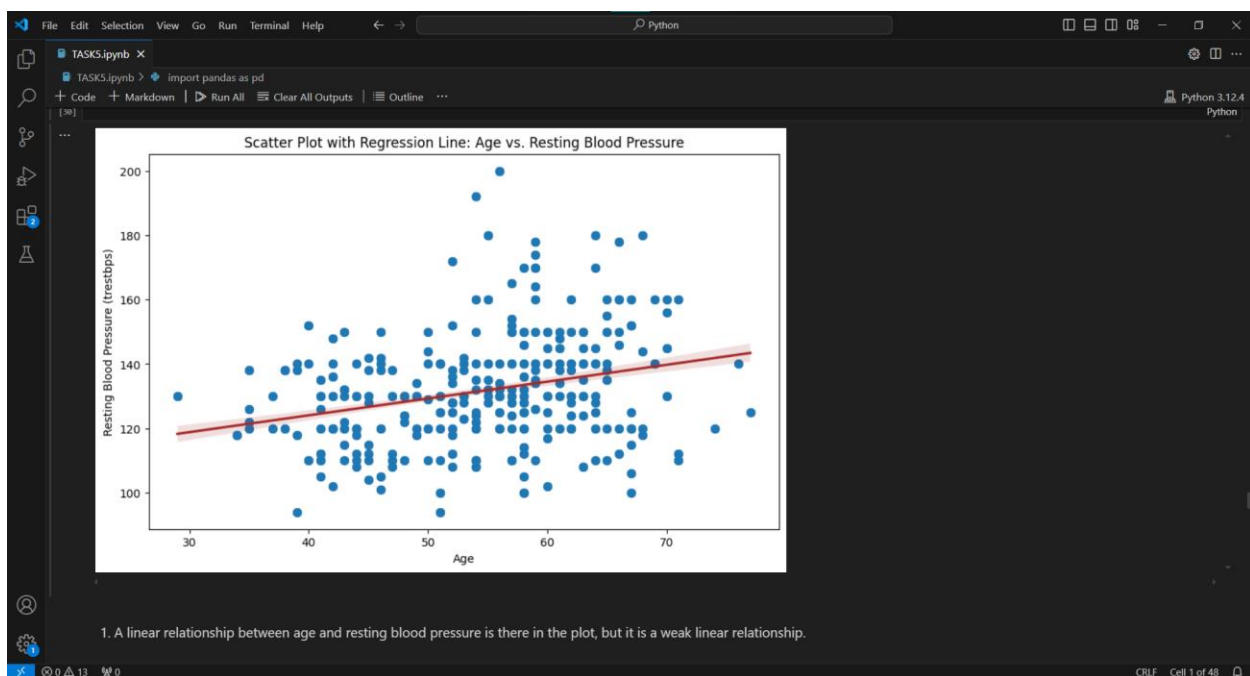 File Edit Selection View Go Run Terminal Help
Python
TASK5.ipynb
TASK5.ipynb > import pandas as pd
+ Code + Markdown | Run All Clear All Outputs | Outline ...
Python 3.12.4
[30]
Python
...
Scatter Plot with Regression Line: Age vs. Resting Blood Pressure
200
180
160
140
120
100
Resting Blood Pressure (trestbps)
30 40 50 60 70
Age
2
1. A linear relationship between age and resting blood pressure is there in the plot, but it is a weak linear relationship.
1
0 13 0
CRLF Cell 1 of 48